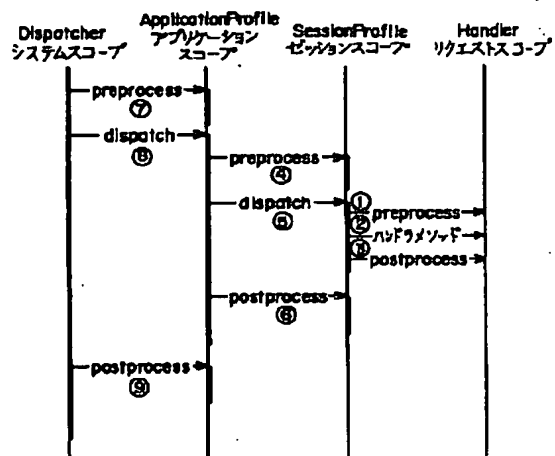 Dispatcher
システムスコープ
ApplicationProfile
アプリケーション
スコープ
SessionProfile
セッションスコープ
Handler
リクエストスコープ
preprocess
⑦
dispatch
⑧
preprocess
④
dispatch
⑤
①
preprocess
②
ハンドラメソッド
③
postprocess
postprocess
⑥
postprocess
⑨